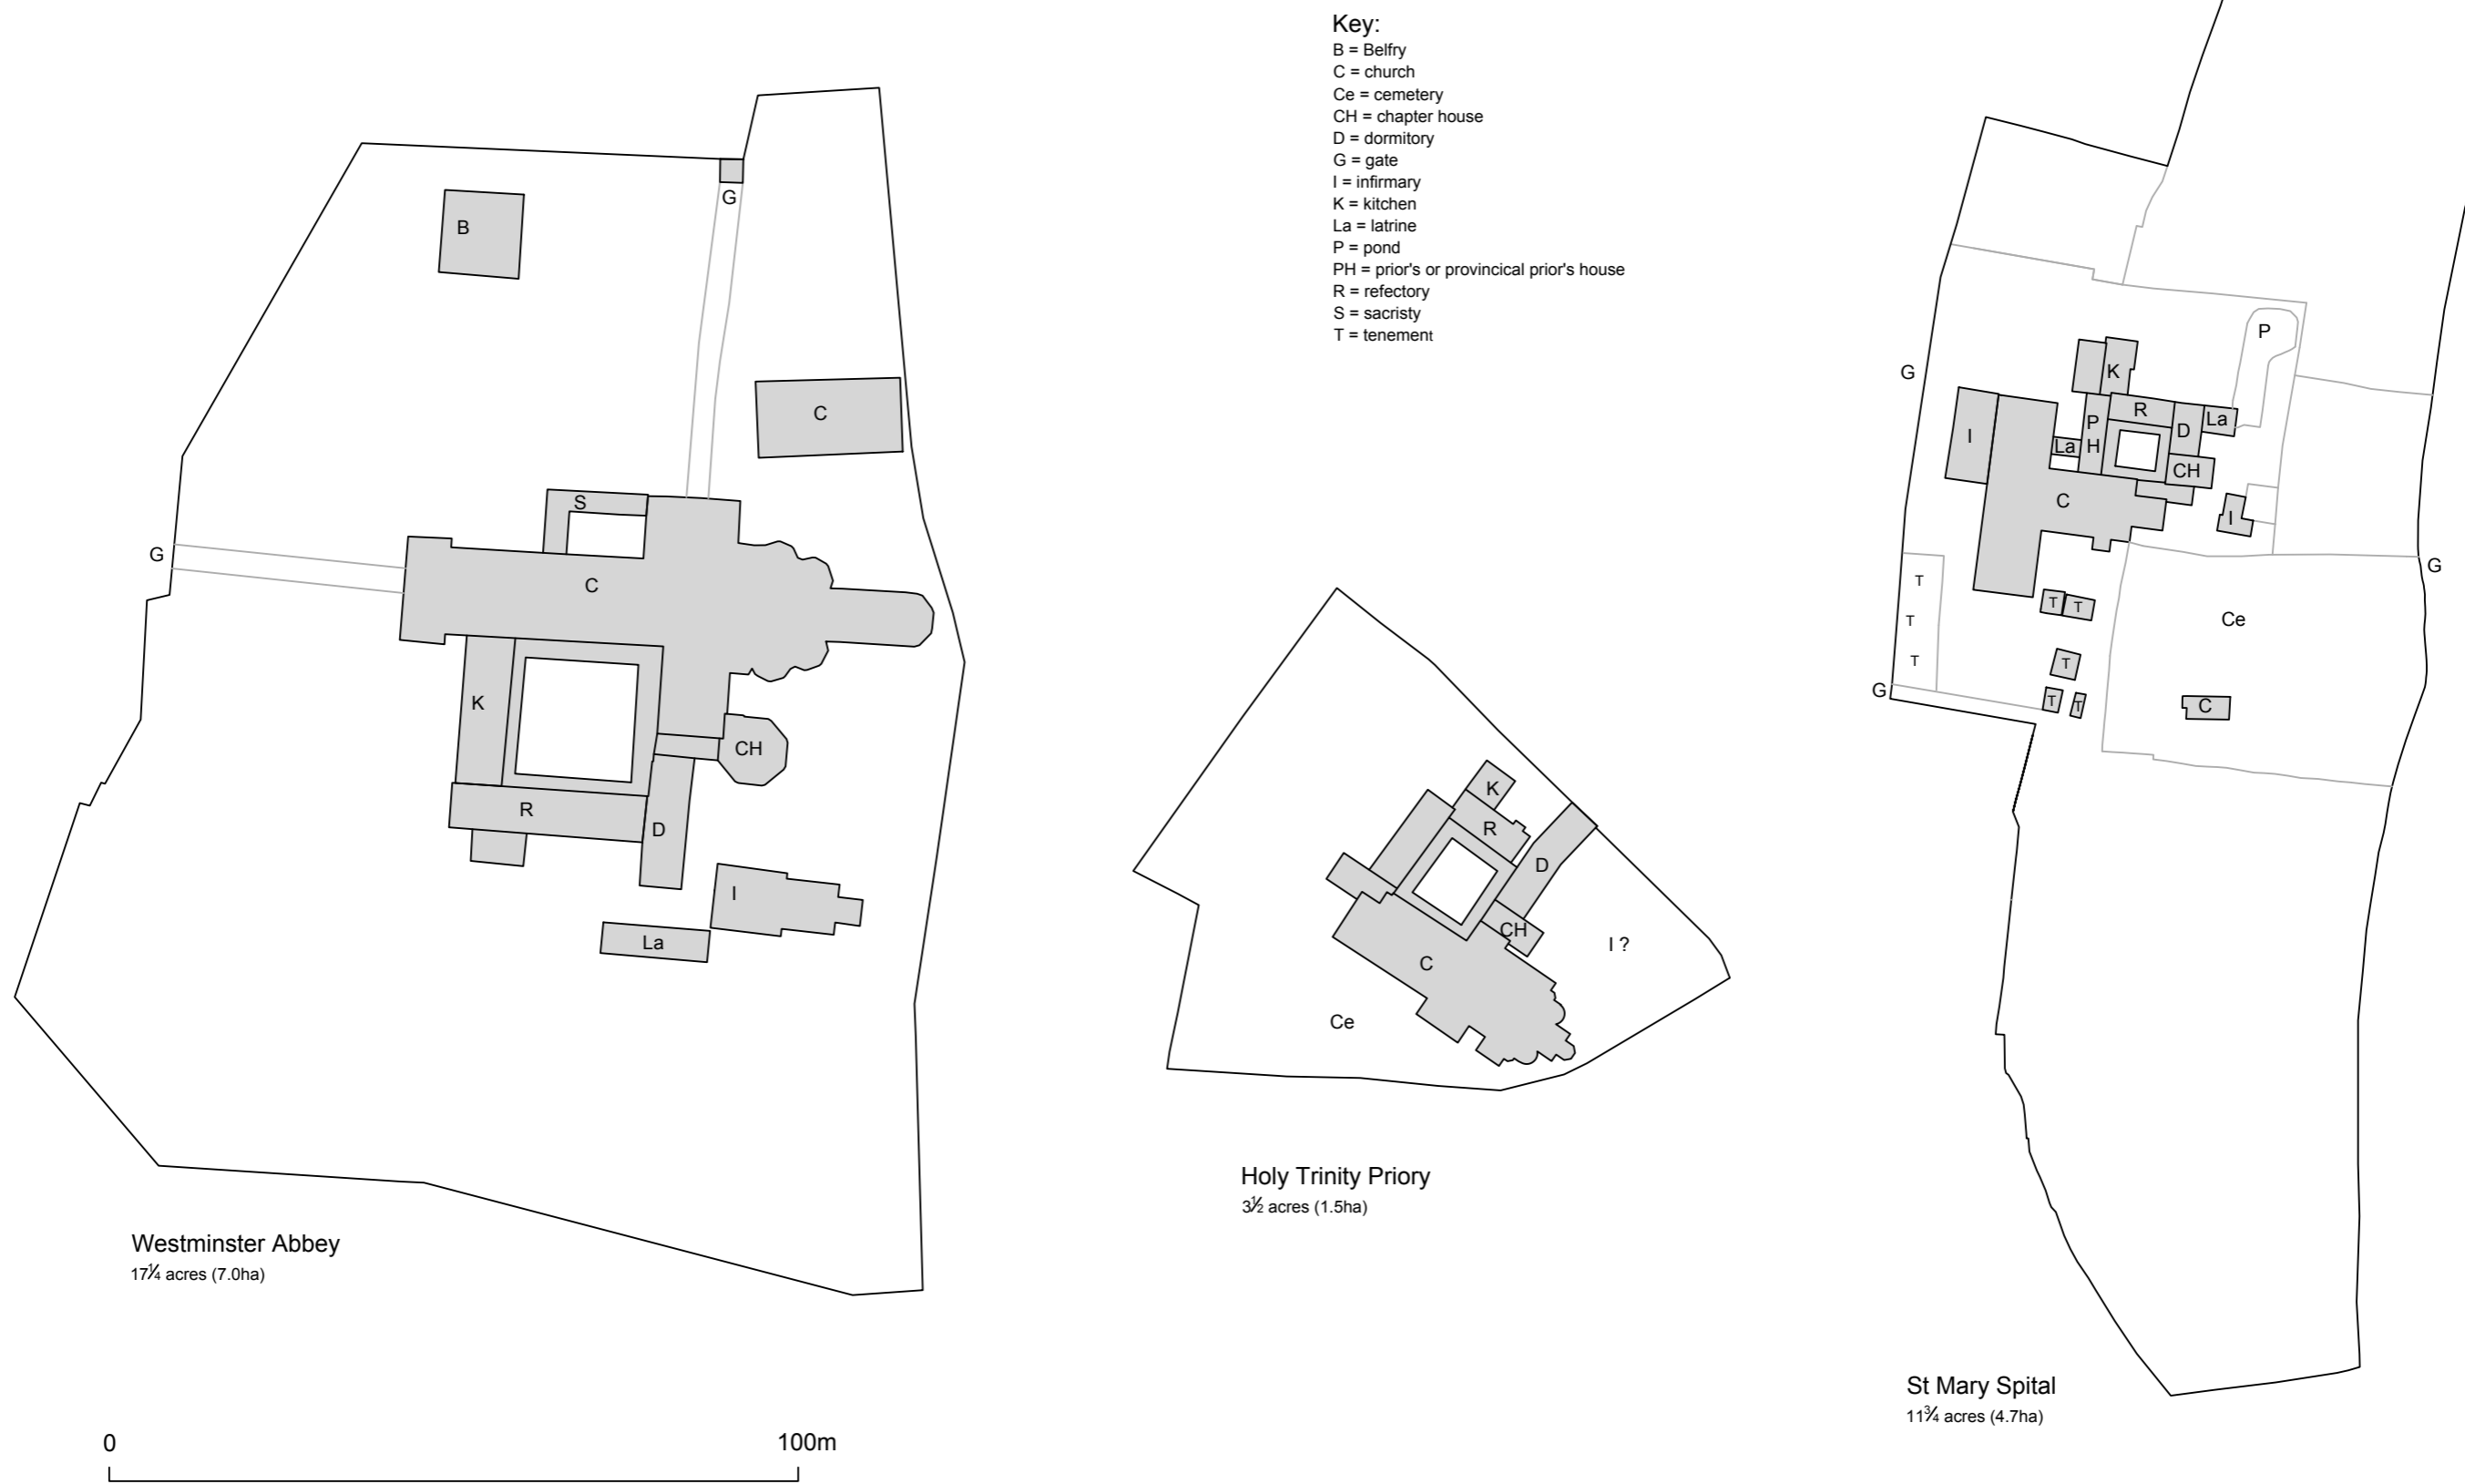 Key:
B = Belfry
C = church
Ce = cemetery
CH = chapter house
D = dormitory
G = gate
I = infirmary
K = kitchen
La = latrine
P = pond
PH = prior's or provincical prior's house
R = refectory
S = sacristy
T = tenement
B
G
C
S
G
C
K
CH
R
D
I
La
Westminster Abbey
17¼ acres (7.0ha)
0 100m
K
R
D
CH
I ?
C
Ce
Holy Trinity Priory
3½ acres (1.5ha)
P
G
K
R
La
P
H
D
I
La
CH
C
I
G
T
T
T
T
T
Ce
T
G
T
T
C
St Mary Spital
11¾ acres (4.7ha)